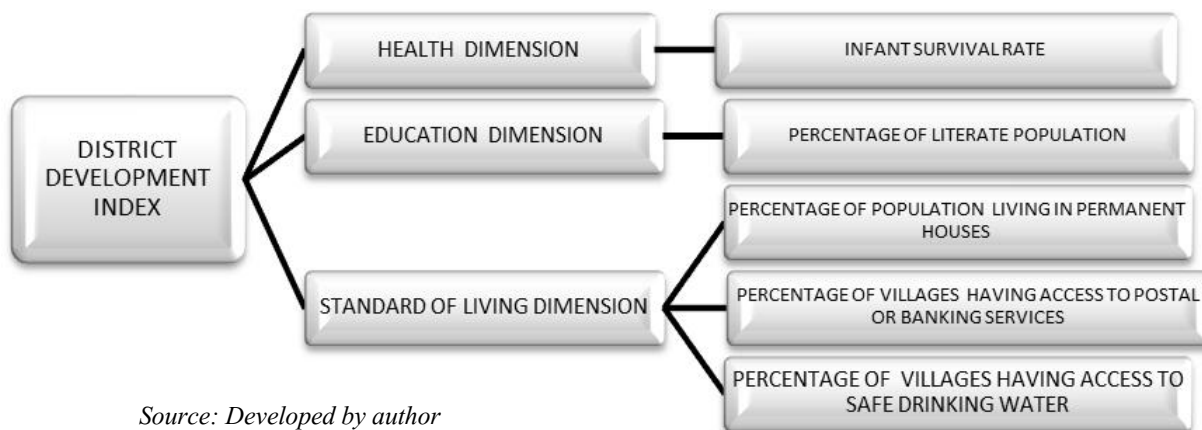 DISTRICT
DEVELOPMENT
INDEX
HEALTH DIMENSION
INFANT SURVIVAL RATE
EDUCATION DIMENSION
PERCENTAGE OF LITERATE POPULATION
STANDARD OF LIVING DIMENSION
PERCENTAGE OF POPULATION LIVING IN PERMANENT
HOUSES
PERCENTAGE OF VILLAGES HAVING ACCESS TO POSTAL
OR BANKING SERVICES
PERCENTAGE OF VILLAGES HAVING ACCESS TO
SAFE DRINKING WATER
Source: Developed by author